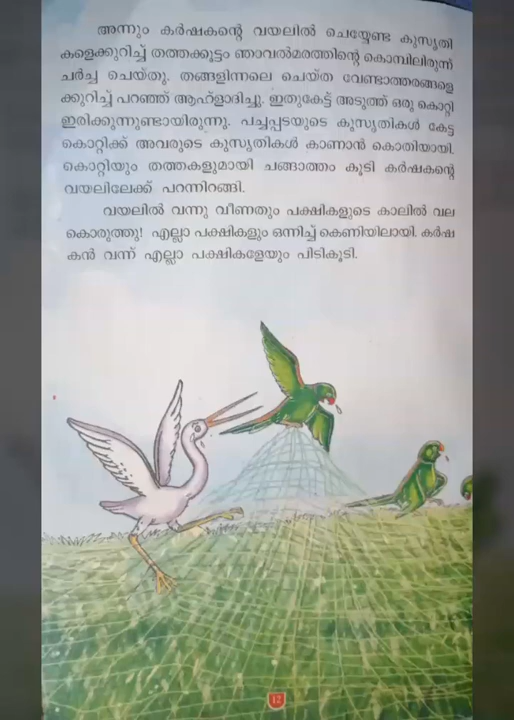 അന്നും കർഷകന്റെ വയലിൽ ചെയ്യേണ്ട കുസൃതി
കളെക്കുറിച്ച് തത്തക്കൂട്ടം ഞാവൽമരത്തിന്റെ കൊമ്പിലിരുന്ന്
ചർച്ച ചെയ്തു. തങ്ങളിന്നലെ ചെയ്ത വേണ്ടാത്തരങ്ങളെ
ക്കുറിച്ച് പറഞ്ഞ് ആഹ്ളാദിച്ചു. ഇതുകേട്ട് അടുത്ത് ഒരു കൊറ്റി
ഇരിക്കുന്നുണ്ടായിരുന്നു. പച്ചപ്പടയുടെ കുസൃതികൾ കേട്ട
കൊറ്റിക്ക് അവരുടെ കുസൃതികൾ കാണാൻ കൊതിയായി.
കൊറ്റിയും തത്തകളുമായി ചങ്ങാത്തം കൂടി കർഷകന്റെ
വയലിലേക്ക് പറന്നിറങ്ങി.
വയലിൽ വന്നു വീണതും പക്ഷികളുടെ കാലിൽ വല
കൊരുത്തു! എല്ലാ പക്ഷികളും ഒന്നിച്ച് കെണിയിലായി. കർഷ
കൻ വന്ന് എല്ലാ പക്ഷികളേയും പിടികൂടി.
12